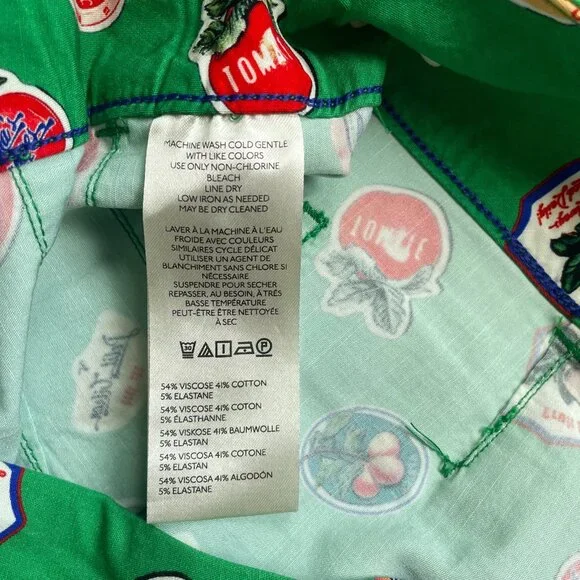 TOM
MACHINE WASH COLD GENTLE
WITH LIKE COLORS
USE ONLY NON-CHLORINE
BLEACH
LINE DRY
LOW IRON AS NEEDED
MAY BE DRY CLEANED
LAVER À LA MACHINE À L'EAU
FROIDE AVEC COULEURS
SIMILAIRES CYCLE DÉLICAT
UTILISER UN AGENT DE
BLANCHIMENT SANS CHLORE SI
NÉCESSAIRE
SUSPENDRE POUR SECHER
REPASSER, AU BESOIN, À TRÈS
BASSE TEMPÉRATURE
PEUT-ÊTRE ÊTRE NETTOYÉE
À SEC
30
P
54% VISCOSE 41% COTTON
5% ELASTANE
54% VISCOSE 41% COTON
5% ÉLASTHANNE
54% VISKOSE 41% BAUMWOLLE
5% ELASTAN
54% VISCOSA 41% COTONE
5% ELASTAN
54% VISCOSA 41% ALGODÓN
5% ELASTANE